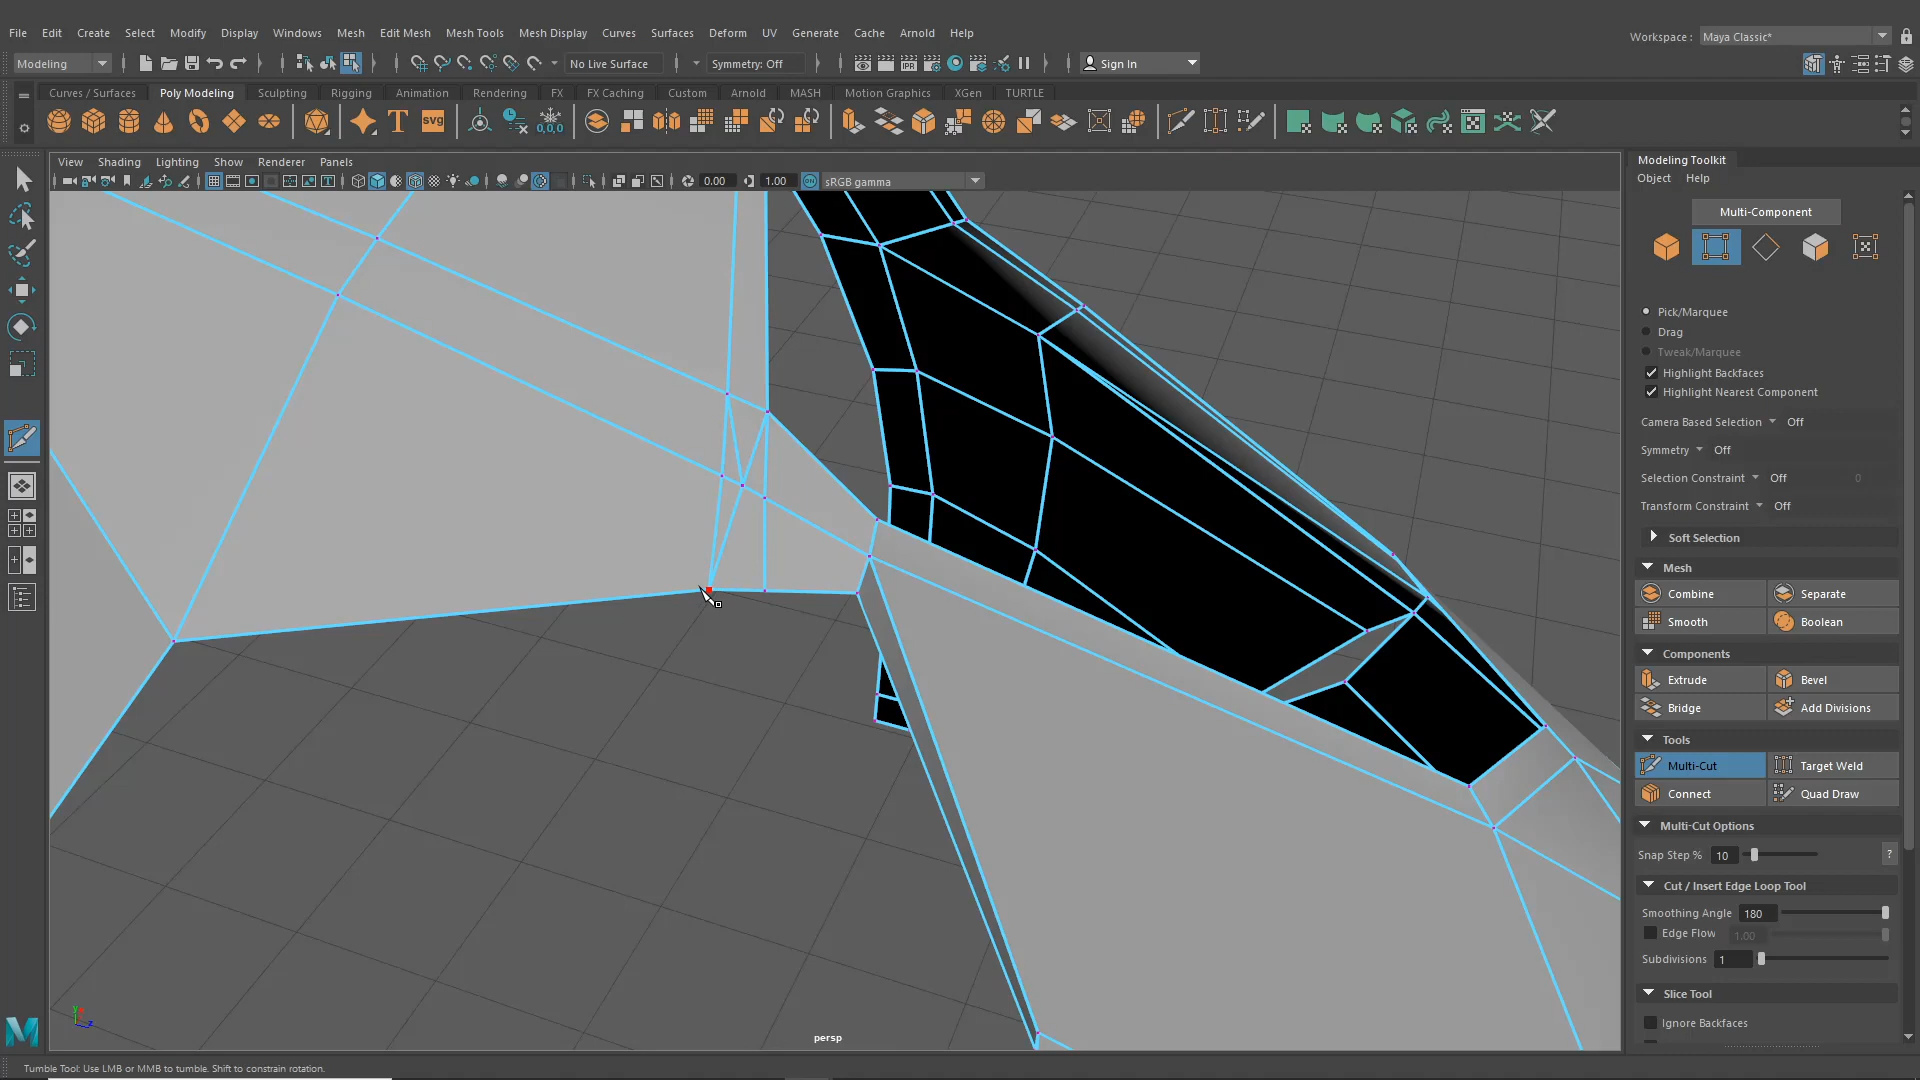 File Edit Create Select Modify Display Windows Mesh Edit Mesh Mesh Tools Mesh Display Curves Surfaces Deform UV Generate Cache Arnold Help
Workspace : Maya Classic*
Modeling No Live Surface Symmetry: Off Sign In
Curves / Surfaces Poly Modeling Sculpting Rigging Animation Rendering FX FX Caching Custom Arnold MASH Motion Graphics XGen TURTLE
T svg 0,0,0
View Shading Lighting Show Renderer Panels
0.00 1.00 sRGB gamma
Modeling Toolkit
Object Help
Multi-Component
Pick/Marquee
Drag
Tweak/Marquee
Highlight Backfaces
Highlight Nearest Component
Camera Based Selection Off
Symmetry Off
Selection Constraint Off 0
Transform Constraint Off
Soft Selection
Mesh
Combine Separate
Smooth Boolean
Components
Extrude Bevel
Bridge Add Divisions
Tools
Multi-Cut Target Weld
Connect Quad Draw
Multi-Cut Options
Snap Step % 10 ?
Cut / Insert Edge Loop Tool
Smoothing Angle 180
Edge Flow 1.00
Subdivisions 1
Slice Tool
Ignore Backfaces
persp
Tumble Tool: Use LMB or MMB to tumble. Shift to constrain rotation.